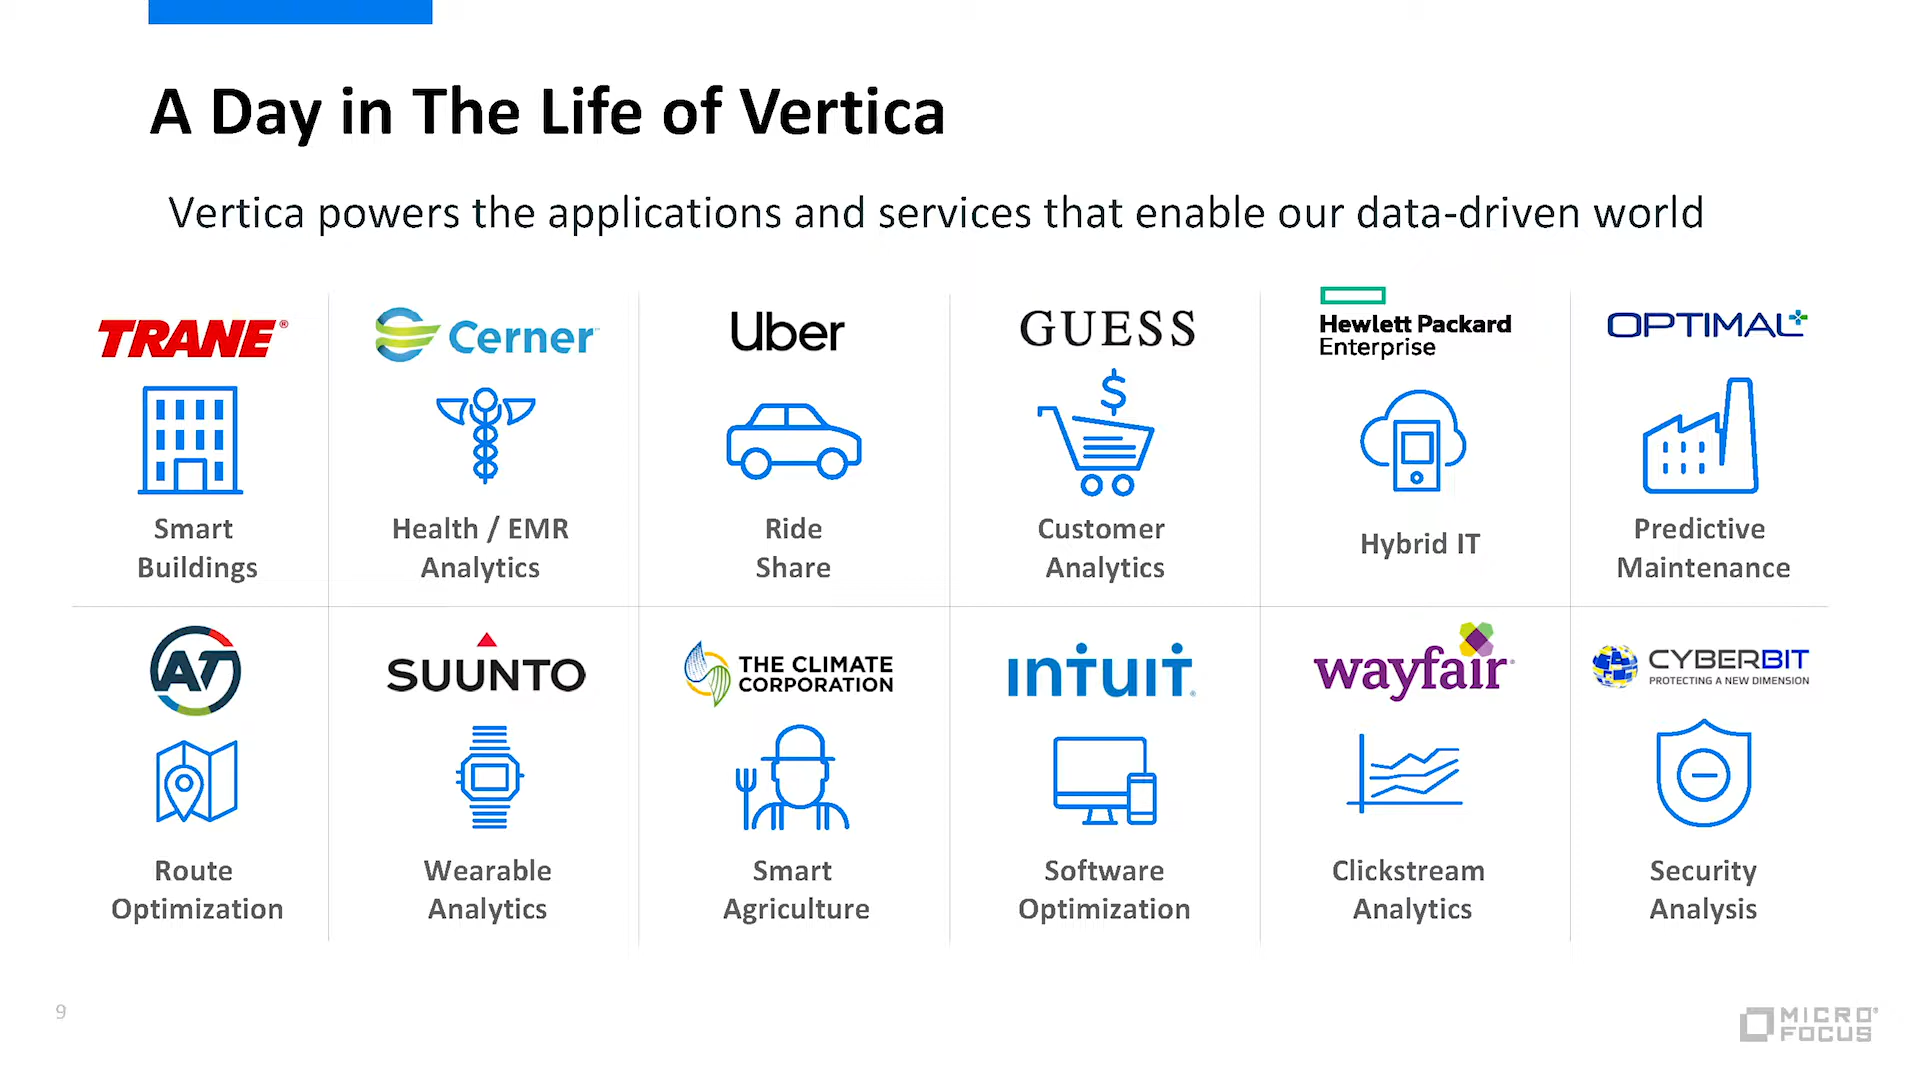 A Day in The Life of Vertica
Vertica powers the applications and services that enable our data-driven world
TRANE®
Cerner
Uber
GUESS
Hewlett Packard
Enterprise
OPTIMAL+
$
Smart
Buildings
Health / EMR
Analytics
Ride
Share
Customer
Analytics
Hybrid IT
Predictive
Maintenance
AT
SUUNTO
THE CLIMATE
CORPORATION
intuit®
wayfair
CYBERBIT
PROTECTING A NEW DIMENSION
Route
Optimization
Wearable
Analytics
Smart
Agriculture
Software
Optimization
Clickstream
Analytics
Security
Analysis
9
MICRO®
FOCUS